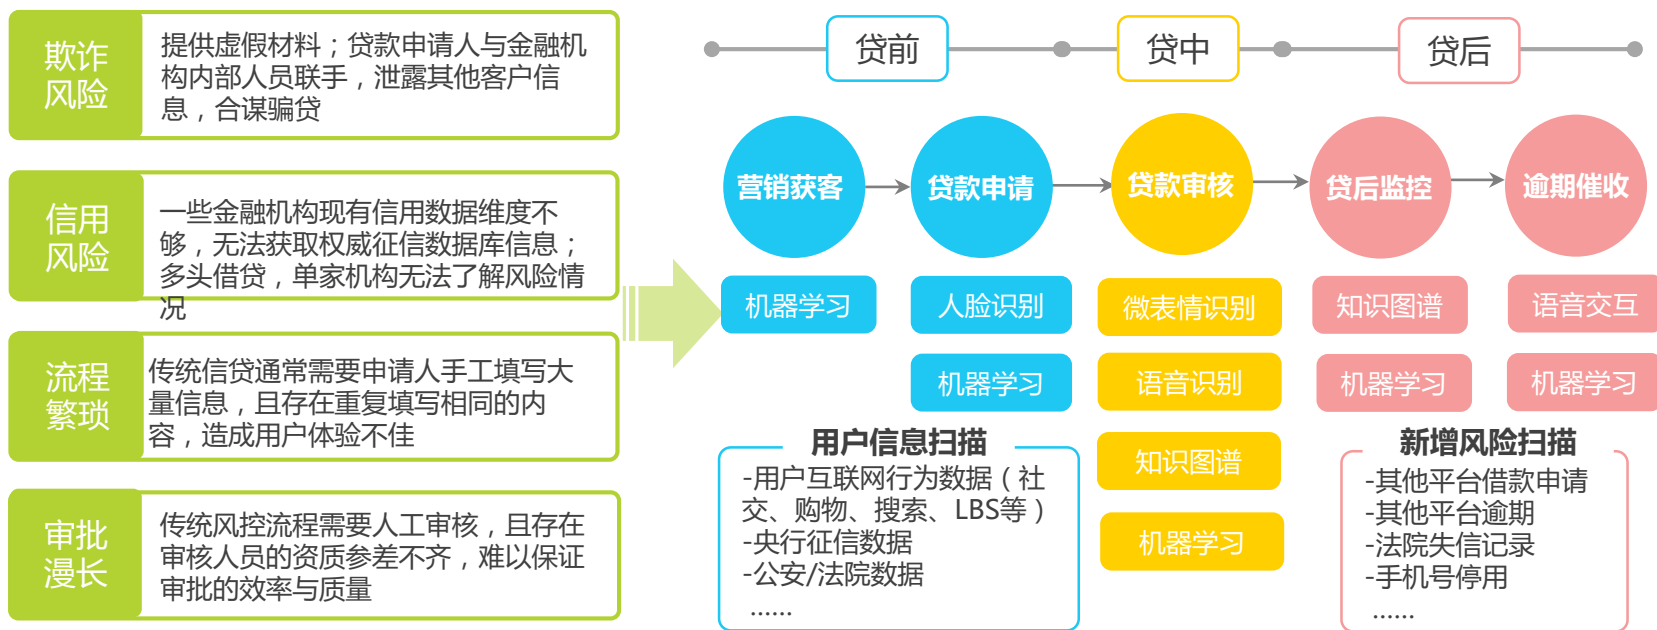 欺诈
风险
提供虚假材料；贷款申请人与金融机
构内部人员联手，泄露其他客户信
息，合谋骗贷
信用
风险
一些金融机构现有信用数据维度不
够，无法获取权威征信数据库信息；
多头借贷，单家机构无法了解风险情
况
流程
繁琐
传统信贷通常需要申请人手工填写大
量信息，且存在重复填写相同的内
容，造成用户体验不佳
审批
漫长
传统风控流程需要人工审核，且存在
审核人员的资质参差不齐，难以保证
审批的效率与质量
贷前
贷中
贷后
营销获客
贷款申请
贷款审核
贷后监控
逾期催收
机器学习
人脸识别
微表情识别
知识图谱
语音交互
机器学习
语音识别
机器学习
机器学习
知识图谱
机器学习
用户信息扫描
-用户互联网行为数据（社
交、购物、搜索、LBS等）
-央行征信数据
-公安/法院数据
......
新增风险扫描
-其他平台借款申请
-其他平台逾期
-法院失信记录
-手机号停用
......